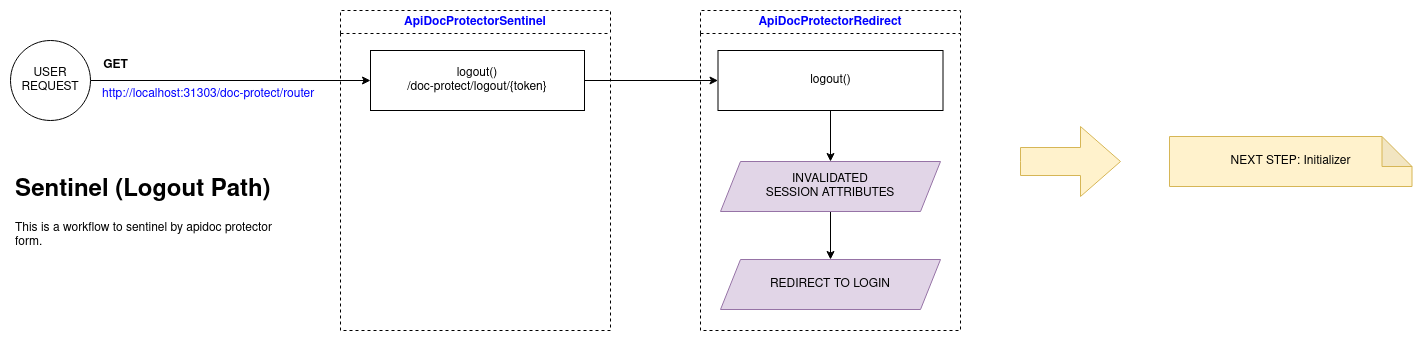 ApiDocProtectorSentinel
ApiDocProtectorRedirect
USER
REQUEST
GET
http://localhost:31303/doc-protect/router
logout()
/doc-protect/logout/{token}
logout()
Sentinel (Logout Path)
This is a workflow to sentinel by apidoc protector
form.
INVALIDATED
SESSION ATTRIBUTES
REDIRECT TO LOGIN
NEXT STEP: Initializer